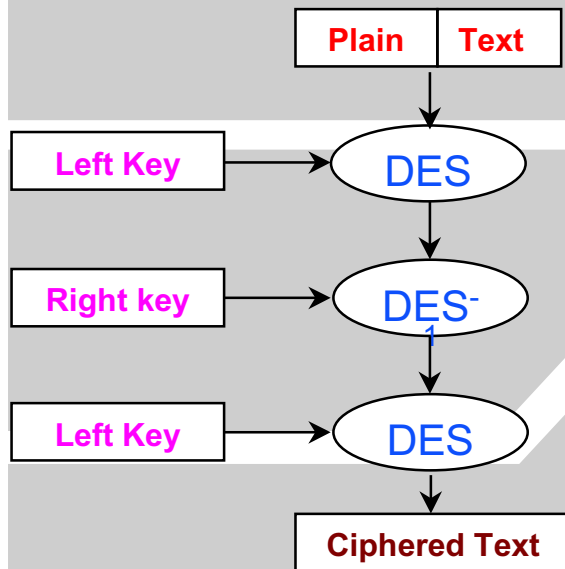 Plain Text
Left Key
DES
Right key
DES-
1
Left Key
DES
Ciphered Text